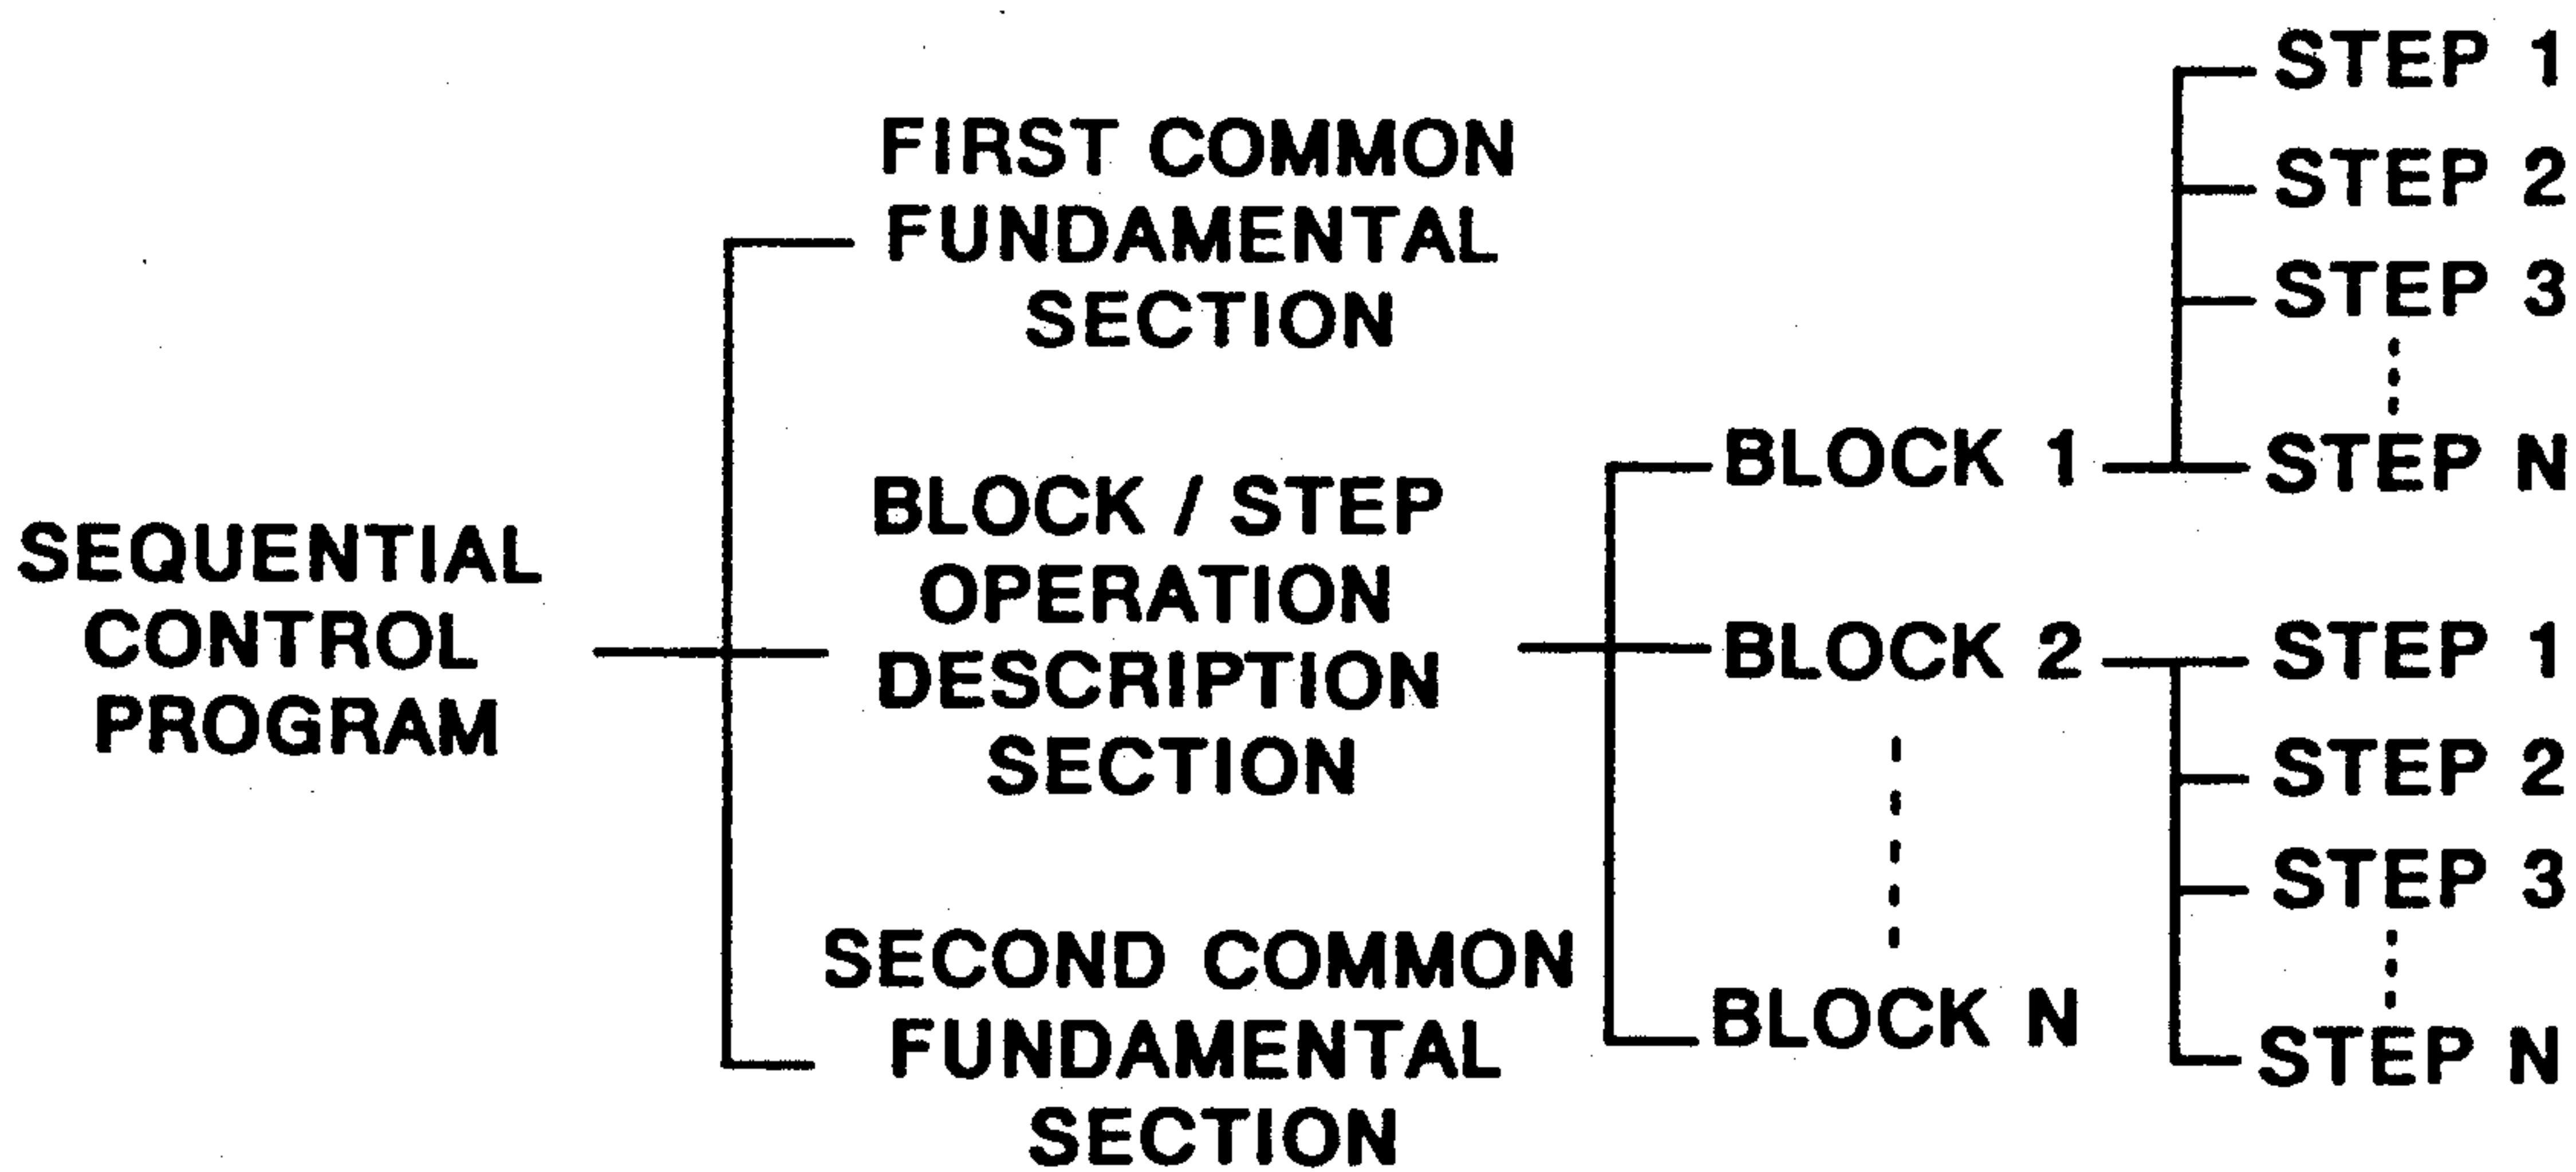 SEQUENTIAL
CONTROL
PROGRAM
FIRST COMMON
FUNDAMENTAL
SECTION
BLOCK / STEP
OPERATION
DESCRIPTION
SECTION
SECOND COMMON
FUNDAMENTAL
SECTION
BLOCK 1
BLOCK 2
BLOCK N
STEP 1
STEP 2
STEP 3
STEP N
STEP 1
STEP 2
STEP 3
STEP N